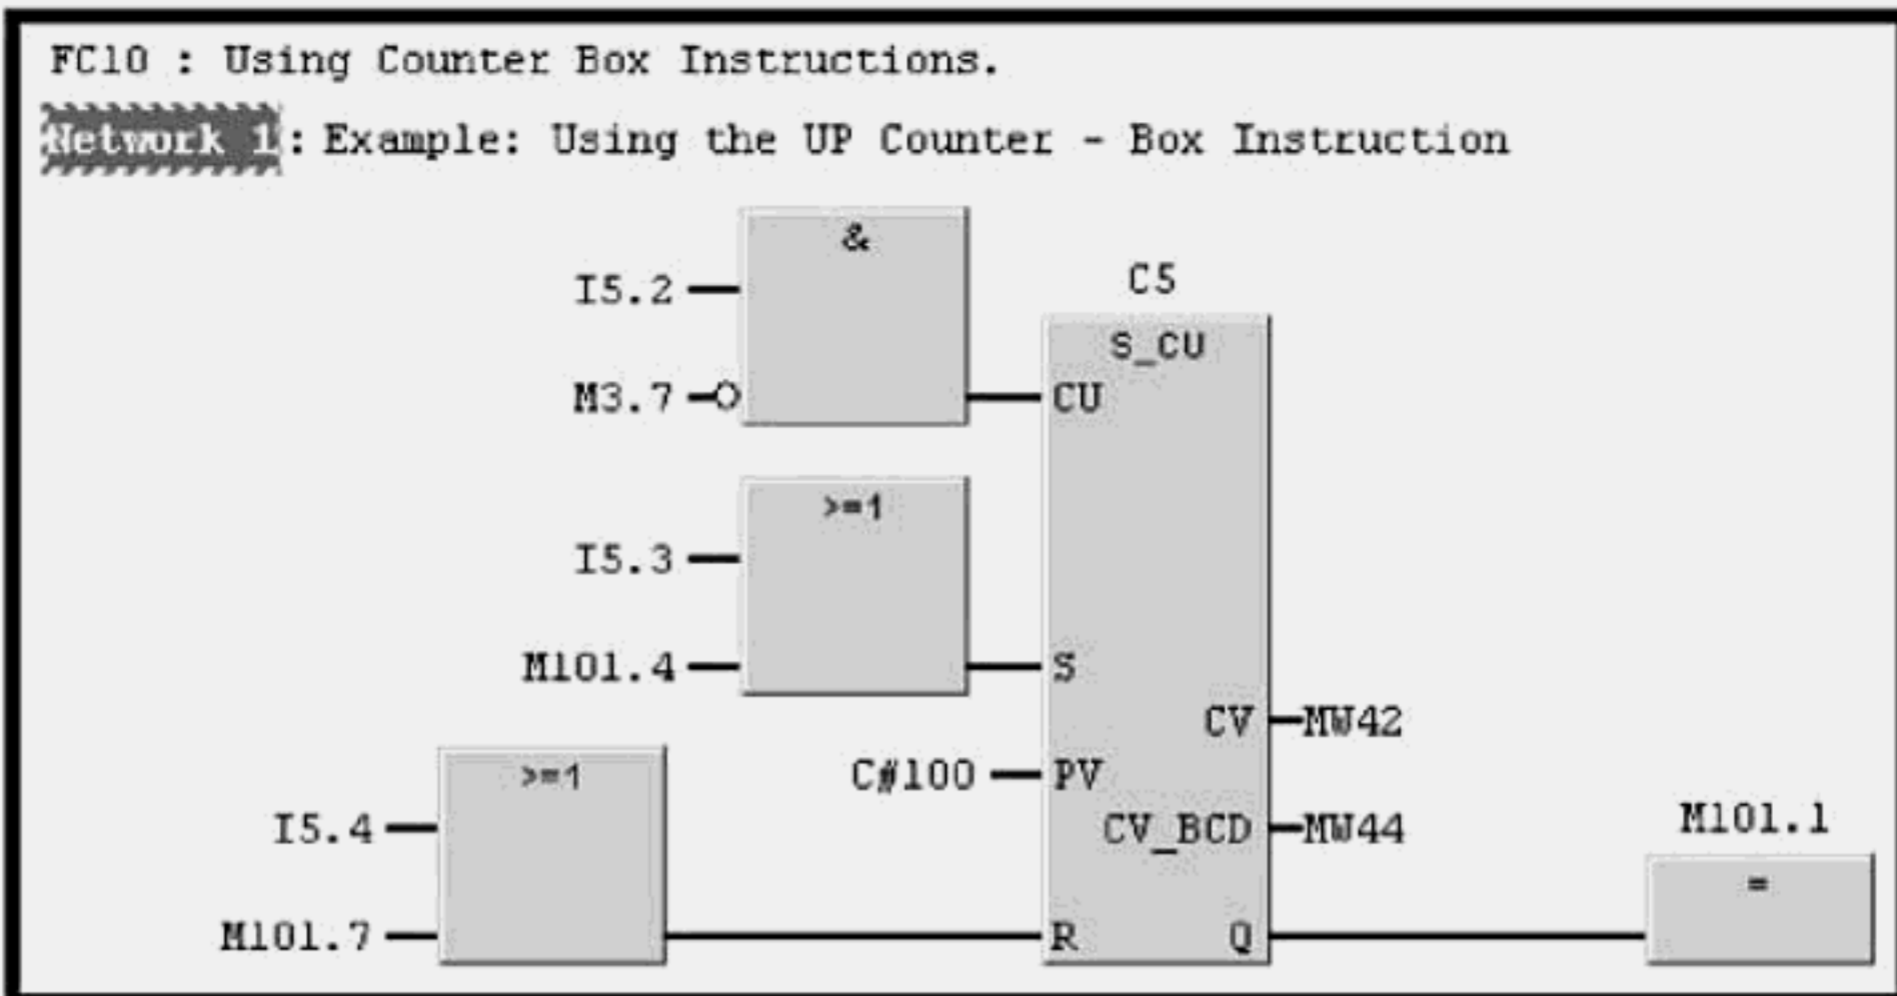 FC10 : Using Counter Box Instructions.
Network 1: Example: Using the UP Counter - Box Instruction
&
I5.2
C5
S_CU
M3.7
CU
>=1
I5.3
M101.4
S
CV
MW42
>=1
C#100
PV
I5.4
CV_BCD
MW44
M101.1
=
M101.7
R
Q